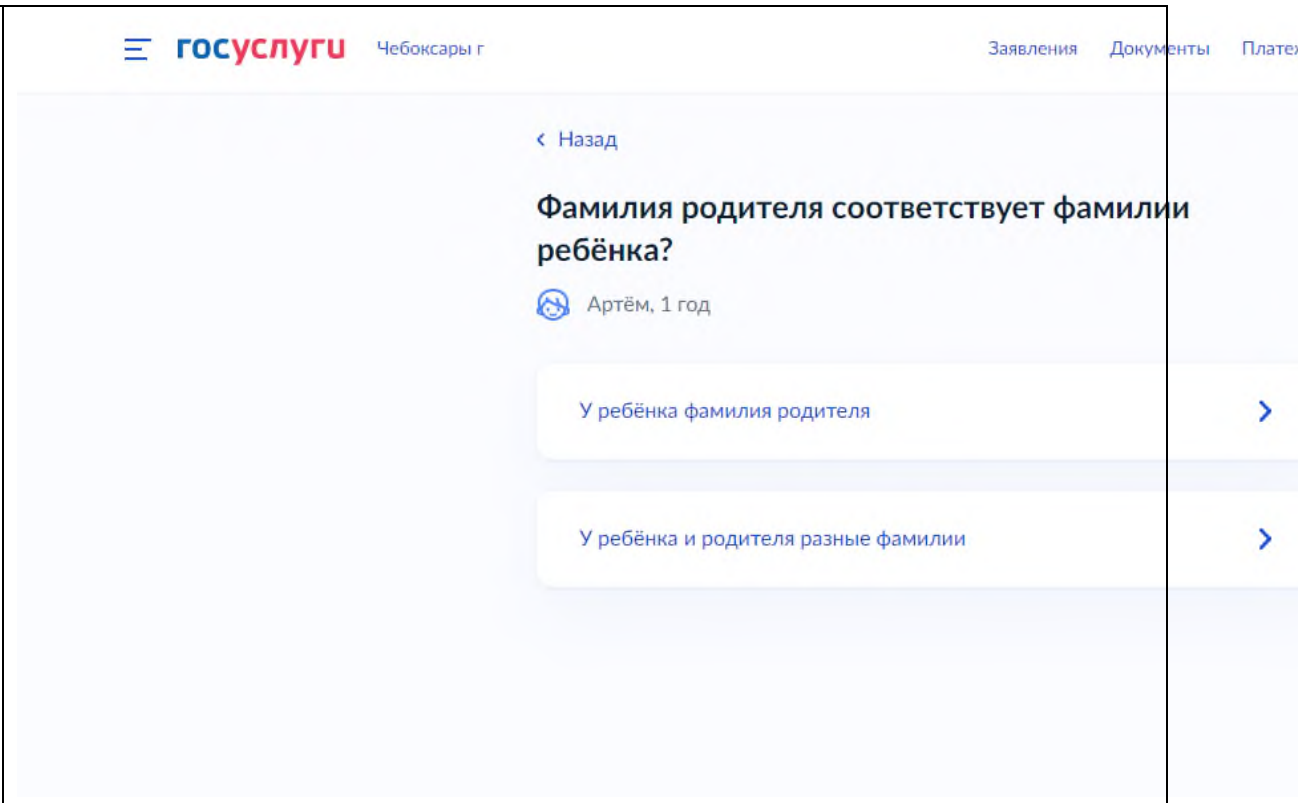 госуслуги Чебоксары г Заявления Документы Платеж
Назад
Фамилия родителя соответствует фамилии
ребёнка?
Артём, 1 год
У ребёнка фамилия родителя
У ребёнка и родителя разные фамилии